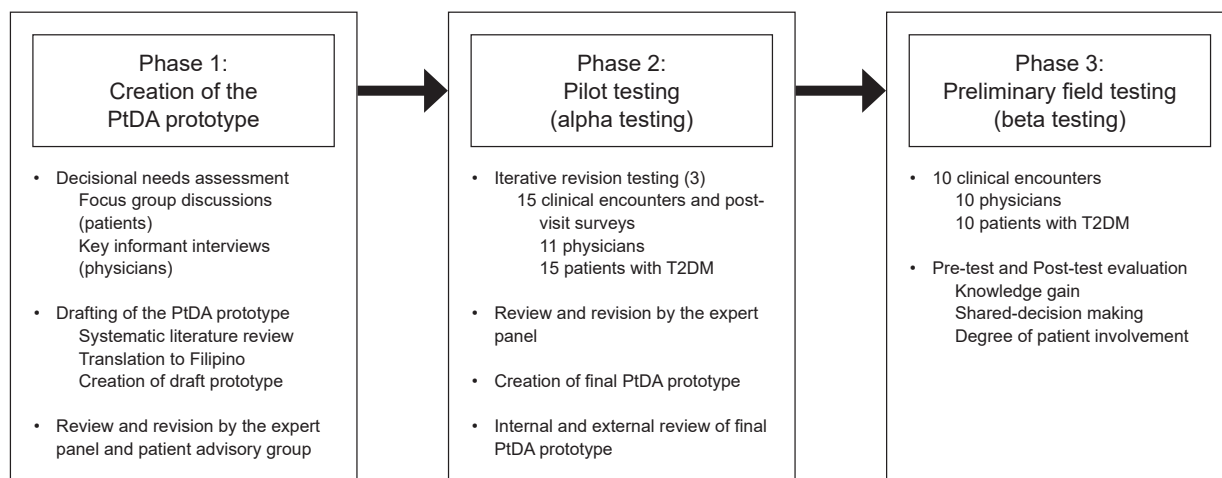 Phase 1:
Creation of the
PtDA prototype
• Decisional needs assessment
Focus group discussions
(patients)
Key informant interviews
(physicians)
• Drafting of the PtDA prototype
Systematic literature review
Translation to Filipino
Creation of draft prototype
• Review and revision by the expert
panel and patient advisory group
Phase 2:
Pilot testing
(alpha testing)
• Iterative revision testing (3)
15 clinical encounters and post-
visit surveys
11 physicians
15 patients with T2DM
• Review and revision by the expert
panel
• Creation of final PtDA prototype
• Internal and external review of final
PtDA prototype
Phase 3:
Preliminary field testing
(beta testing)
• 10 clinical encounters
10 physicians
10 patients with T2DM
• Pre-test and Post-test evaluation
Knowledge gain
Shared-decision making
Degree of patient involvement